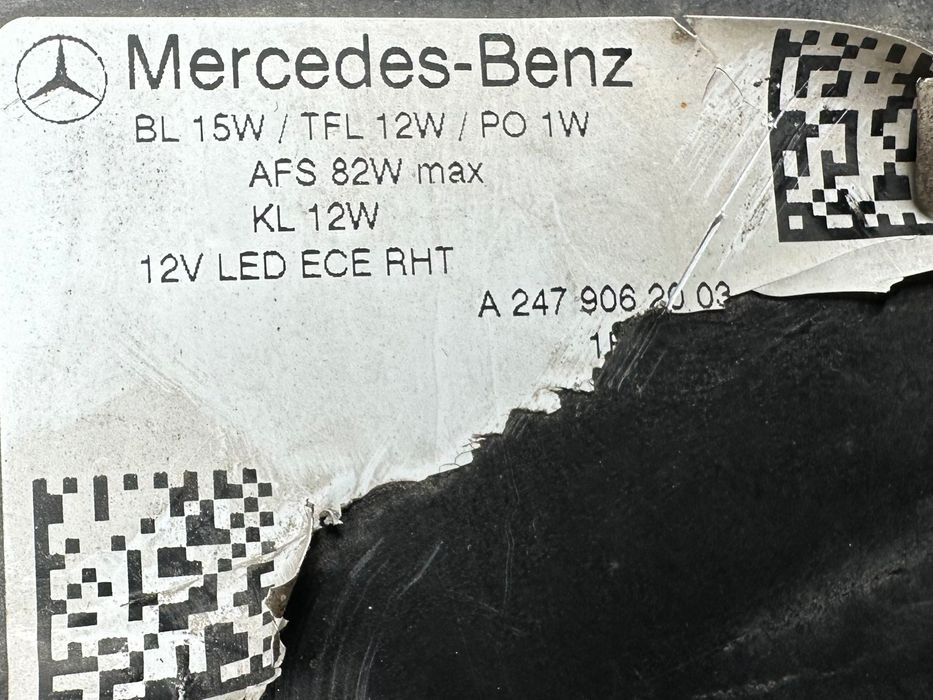 Mercedes-Benz
BL 15W / TFL 12W / PO 1W
AFS 82W max
KL 12W
12V LED ECE RHT
A 247 906 20 03